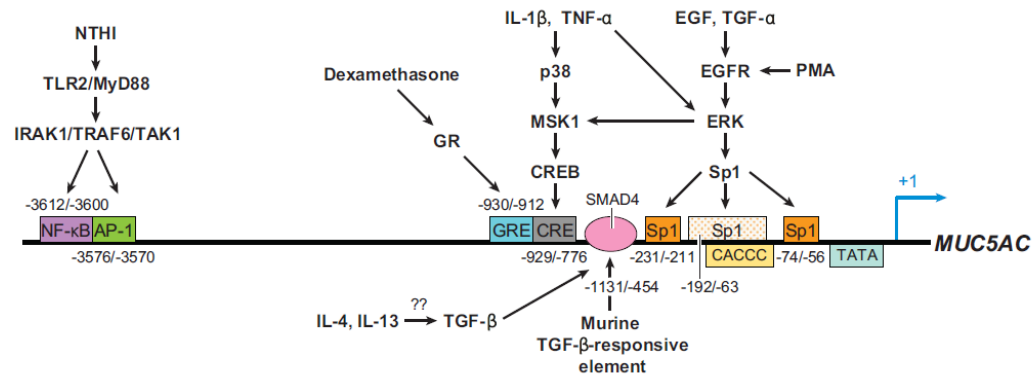 IL-1β, TNF-α
EGF, TGF-α
NTHI
TLR2/MyD88
Dexamethasone
p38
EGFR
PMA
IRAK1/TRAF6/TAK1
GR
MSK1
ERK
CREB
Sp1
-3612/-3600
-930/-912
SMAD4
+1
NF-κB
AP-1
GRE
CRE
Sp1
Sp1
Sp1
CACCC
TATA
MUC5AC
-3576/-3570
-929/-776
-231/-211
-74/-56
-1131/-454
-192/-63
??
IL-4, IL-13
TGF-β
Murine
TGF-β-responsive
element